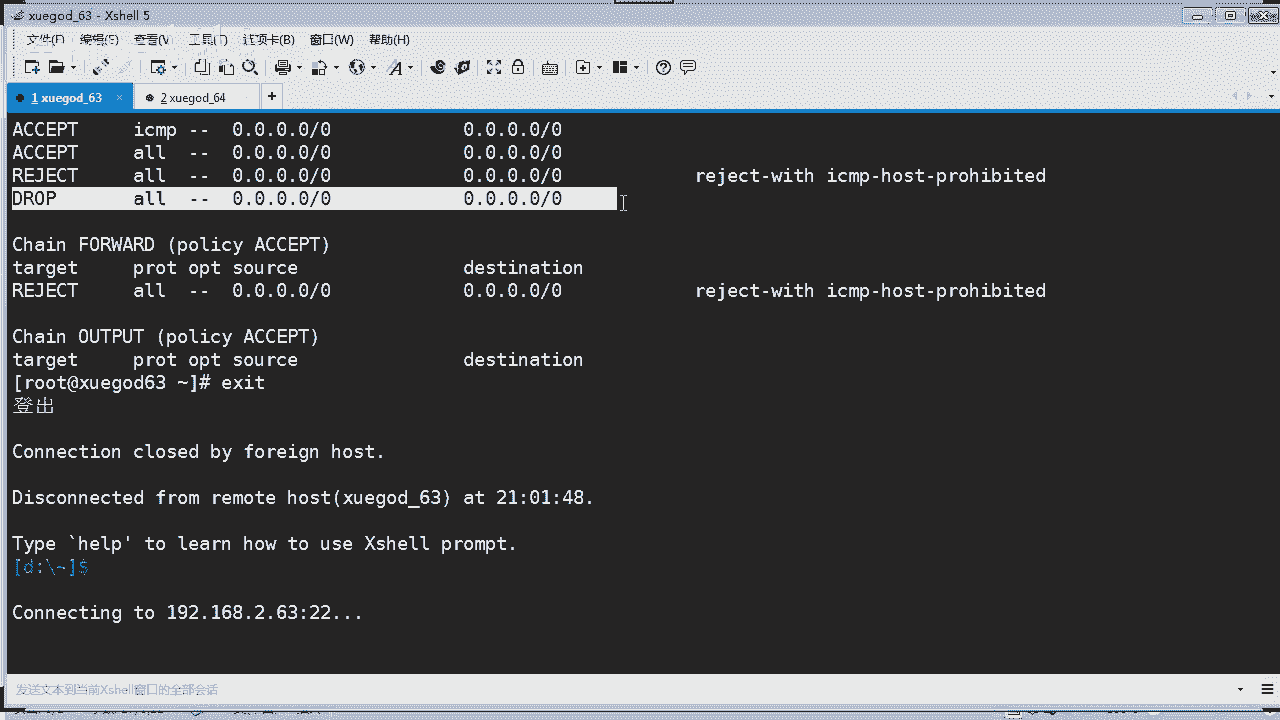 xuegod_63 - Xshell 5
文件(F) 编辑(E) 查看(V) 工具(T) 选项卡(B) 窗口(W) 帮助(H)
1 xuegod_63 × 2 xuegod_64 +
ACCEPT icmp -- 0.0.0.0/0 0.0.0.0/0
ACCEPT all -- 0.0.0.0/0 0.0.0.0/0
REJECT all -- 0.0.0.0/0 0.0.0.0/0 reject-with icmp-host-prohibited
DROP all -- 0.0.0.0/0 0.0.0.0/0
Chain FORWARD (policy ACCEPT)
target prot opt source destination
REJECT all -- 0.0.0.0/0 0.0.0.0/0 reject-with icmp-host-prohibited
Chain OUTPUT (policy ACCEPT)
target prot opt source destination
[root@xuegod63 ~]# exit
登出
Connection closed by foreign host.
Disconnected from remote host(xuegod_63) at 21:01:48.
Type `help' to learn how to use Xshell prompt.
[d:\~]$
Connecting to 192.168.2.63:22...
发送文本到当前Xshell窗口的全部会话